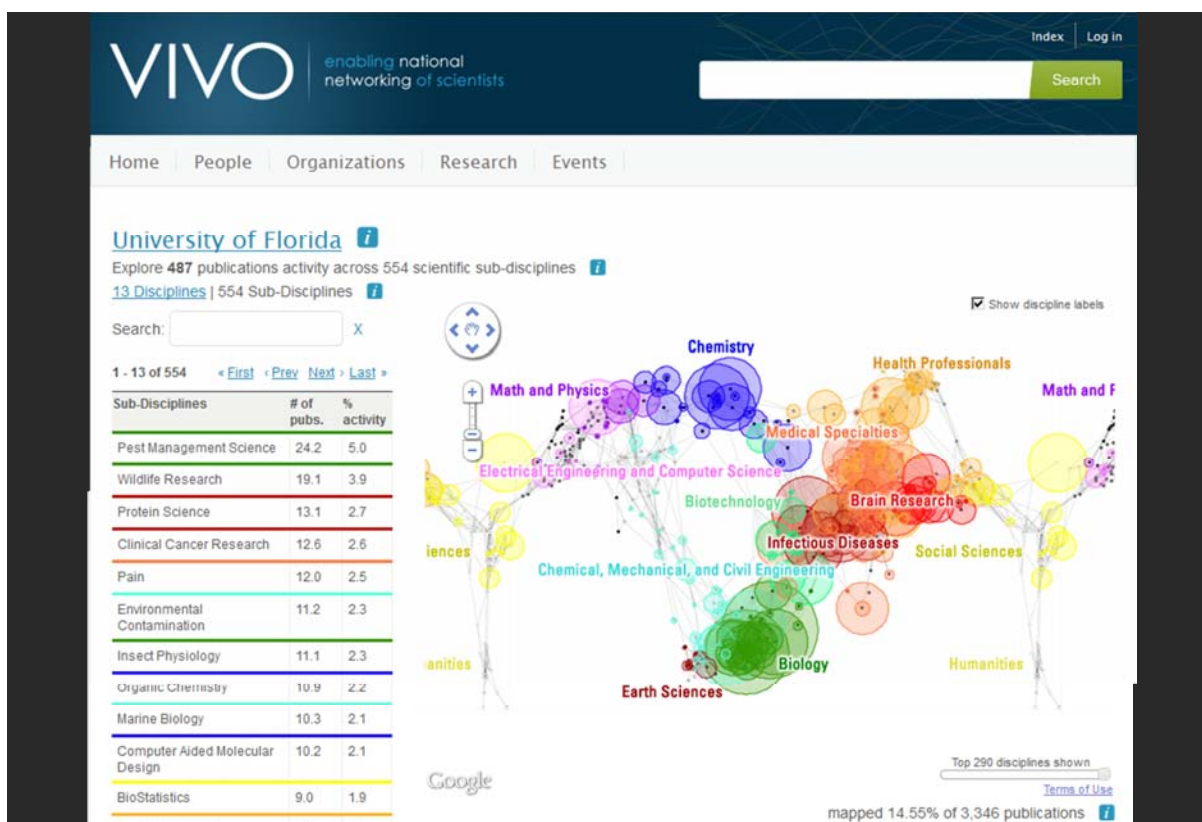 VIVO
enabling national
networking of scientists
Index
Log in
Search
Home
People
Organizations
Research
Events
University of Florida i
Explore 487 publications activity across 554 scientific sub-disciplines i
13 Disciplines | 554 Sub-Disciplines i
Search:
X
1 - 13 of 554 « First ‹ Prev Next › Last »
Sub-Disciplines # of pubs. % activity
Pest Management Science 24.2 5.0
Wildlife Research 19.1 3.9
Protein Science 13.1 2.7
Clinical Cancer Research 12.6 2.6
Pain 12.0 2.5
Environmental
Contamination 11.2 2.3
Insect Physiology 11.1 2.3
Organic Chemistry 10.9 2.2
Marine Biology 10.3 2.1
Computer Aided Molecular
Design 10.2 2.1
BioStatistics 9.0 1.9
Show discipline labels
Chemistry
Health Professionals
Math and Physics
Math and F
Medical Specialties
Electrical Engineering and Computer Science
Biotechnology
Brain Research
Infectious Diseases
iences
Social Sciences
Chemical, Mechanical, and Civil Engineering
anities
Biology
Humanities
Earth Sciences
Google
Top 290 disciplines shown
Terms of Use
mapped 14.55% of 3,346 publications i